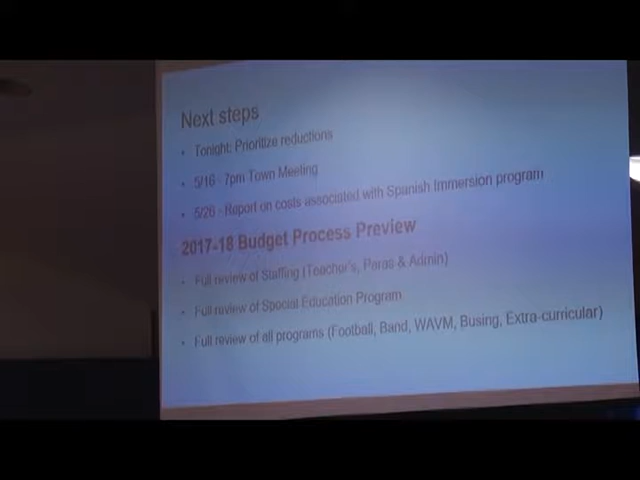 Next steps
• Tonight: Prioritize reductions
• 5/16 - 7pm Town Meeting
• 5/26 - Report on costs associated with Spanish Immersion program
2017-18 Budget Process Preview
• Full review of Staffing (Teacher's, Paras & Admin)
• Full review of Special Education Program
• Full review of all programs (Football, Band, WAVM, Busing, Extra-curricular)